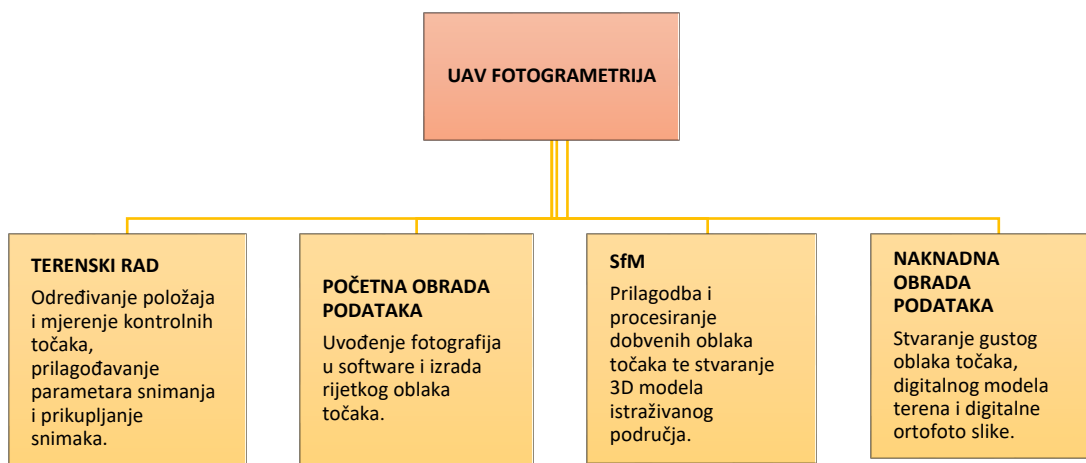 UAV FOTOGRAMETRIJA
TERENSKI RAD
Određivanje položaja
i mjerenje kontrolnih
točaka,
prilagođavanje
parametara snimanja
i prikupljanje
snimaka.
POČETNA OBRADA
PODATAKA
Uvođenje fotografija
u software i izrada
rijetkog oblaka
točaka.
SfM
Prilagodba i
procesiranje
dobvenih oblaka
točaka te stvaranje
3D modela
istraživanog
područja.
NAKNADNA
OBRADA
PODATAKA
Stvaranje gustog
oblaka točaka,
digitalnog modela
terena i digitalne
ortofoto slike.